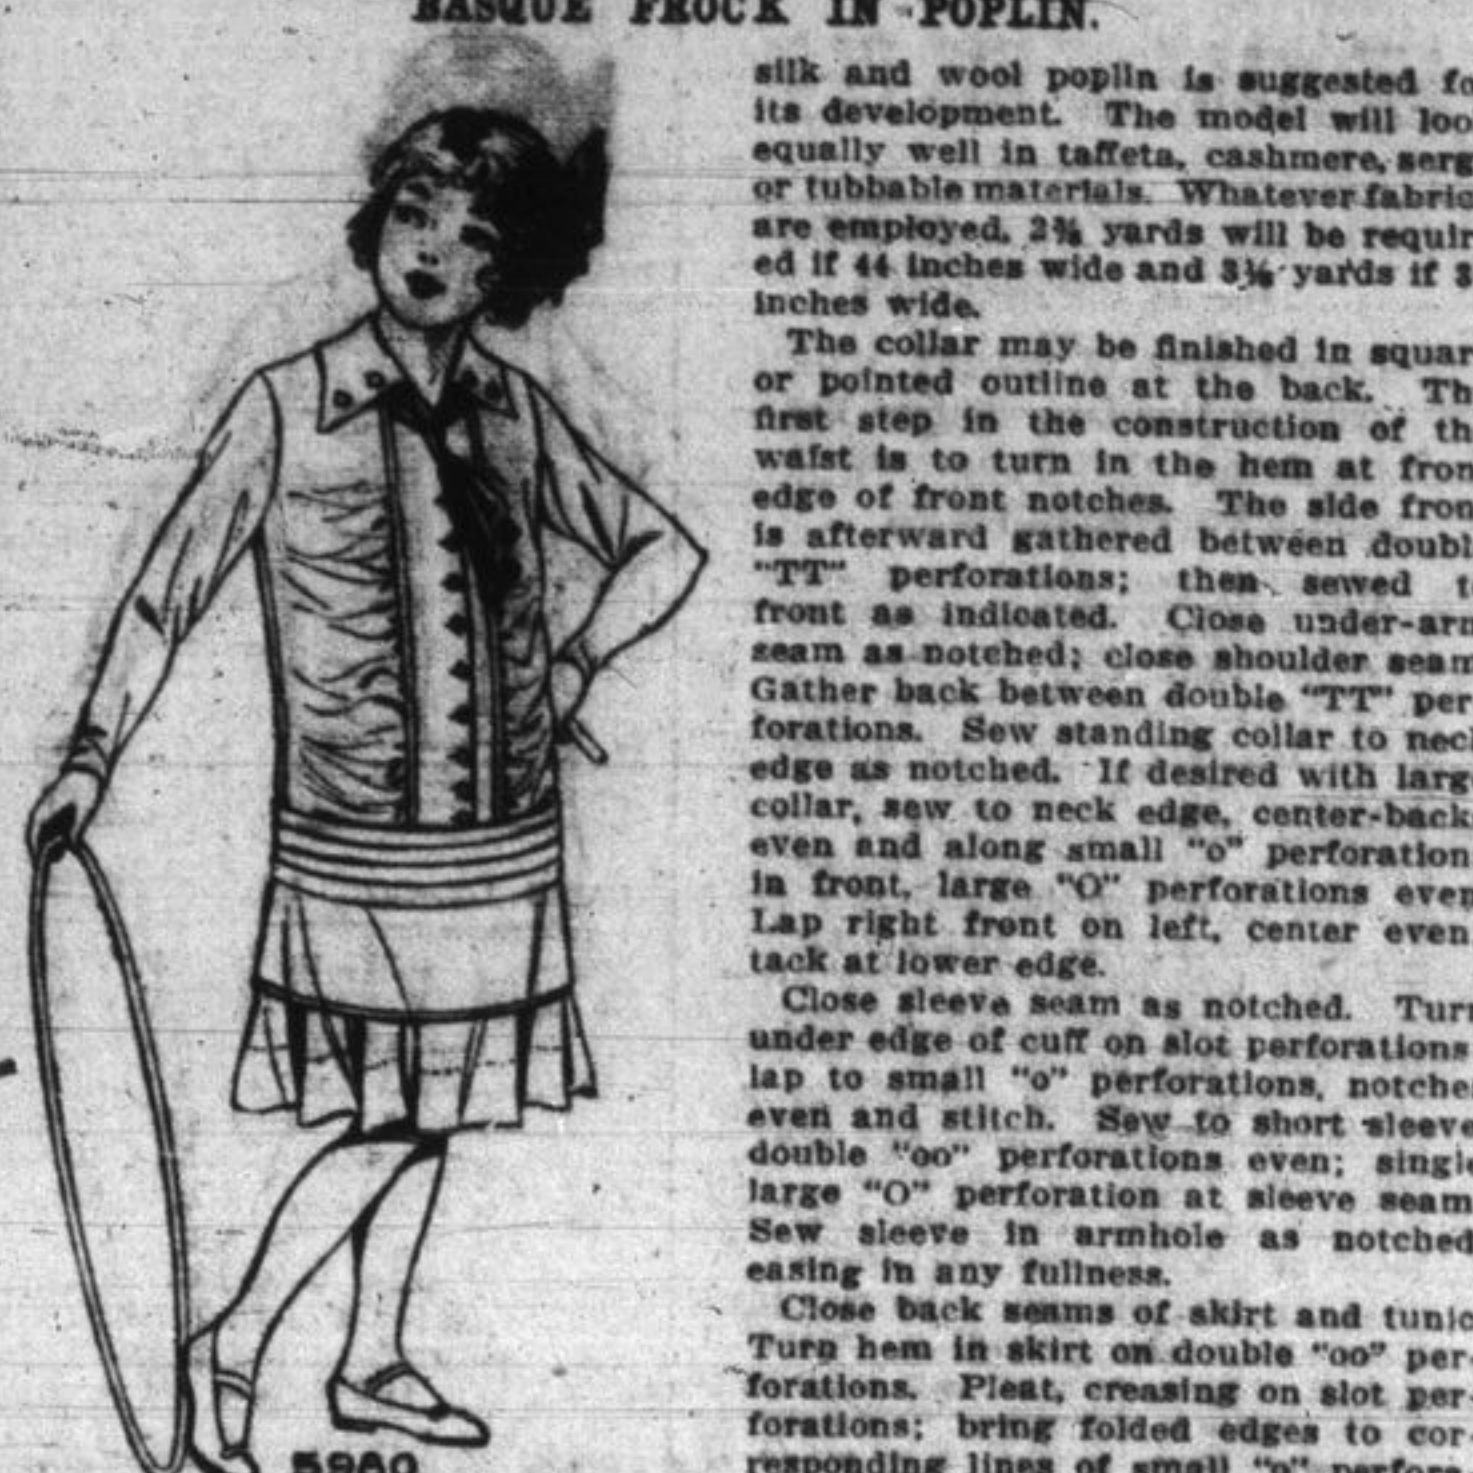 BASQUE FROCK IN POPLIN.
silk and wool poplin is suggested fo
its development. The model will loo
equally well in taffeta, cashmere, serg
or tubbable materials. Whatever fabric
are employed, 2¾ yards will be requir
ed if 44 inches wide and yards if 3
inches wide.
The collar may be finished in squar
or pointed outline at the back. Th
first step in the construction of th
waist is to turn in the hem at fron
edge of front notches. The side fron
is afterward gathered between doubl
"TT" perforations; then sewed t
front as indicated. Close under-arm
seam as notched; close shoulder seam
Gather back between double "TT" per
forations. Sew standing collar to neck
edge as notched. If desired with larg
collar, sew to neck edge, center-back
even and along small "o" perforation
in front, large "O" perforations even
Lap right front on left, center even
tack at lower edge.
Close sleeve seam as notched. Turn
under edge of cuff on slot perforations
lap to small "o" perforations, notche
even and stitch. Sew to short sleeve
double "oo" perforations even; single
large "O" perforation at sleeve seam
Sew sleeve in armhole as notched
easing in any fullness.
Close back seams of skirt and tunic
Turn hem in skirt on double "oo" per-
forations. Pleat, creasing on slot per-
forations; bring folded edges to cor-
responding lines of small "o" perfora
5980